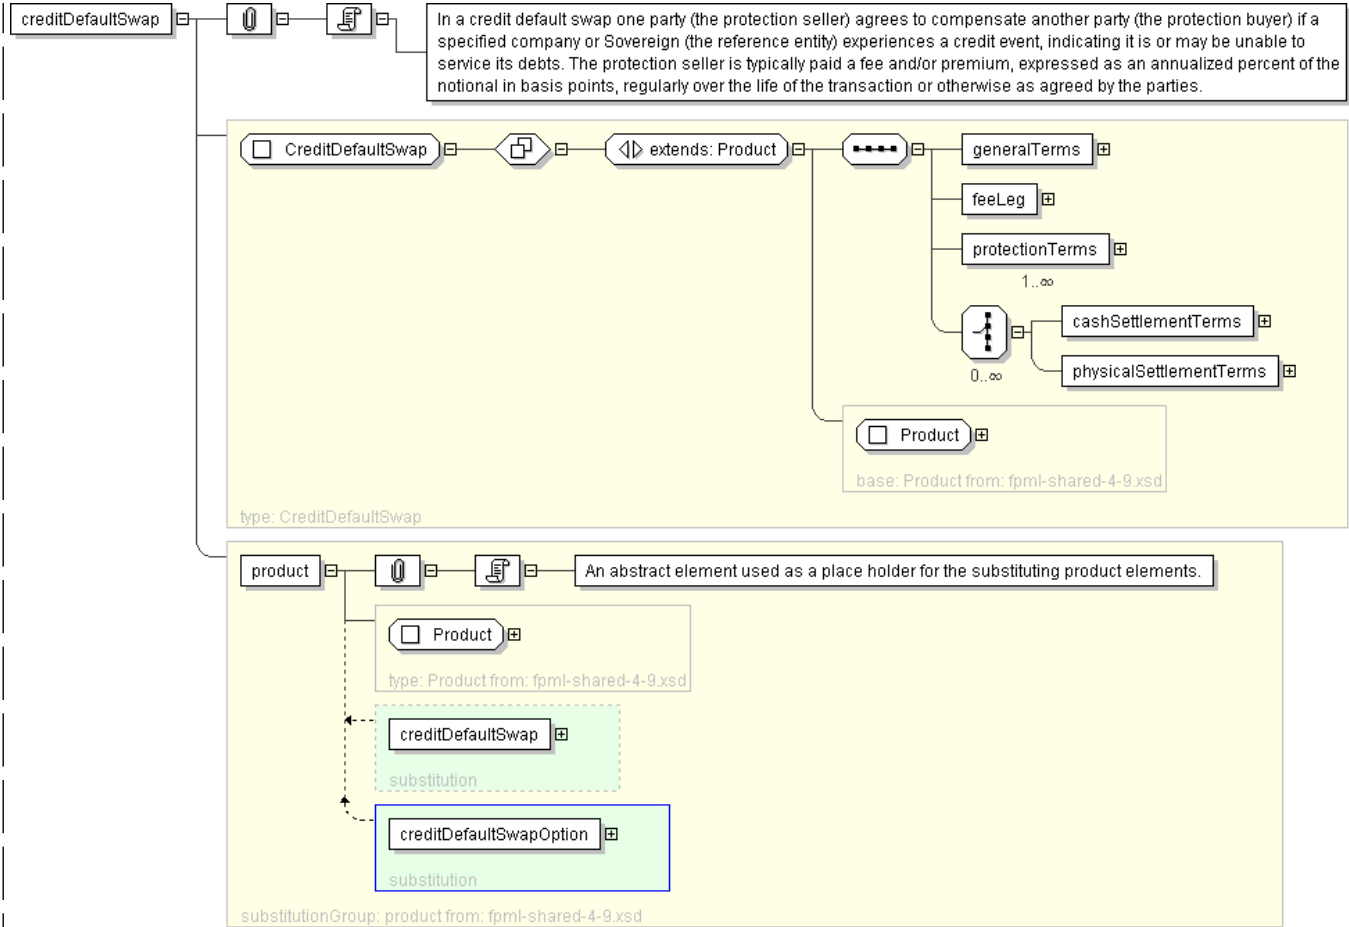 creditDefaultSwap
In a credit default swap one party (the protection seller) agrees to compensate another party (the protection buyer) if a
specified company or Sovereign (the reference entity) experiences a credit event, indicating it is or may be unable to
service its debts. The protection seller is typically paid a fee and/or premium, expressed as an annualized percent of the
notional in basis points, regularly over the life of the transaction or otherwise as agreed by the parties.
CreditDefaultSwap
extends: Product
generalTerms
feeLeg
protectionTerms
1..∞
cashSettlementTerms
0..∞
physicalSettlementTerms
Product
base: Product from: fpml-shared-4-9.xsd
type: CreditDefaultSwap
product
An abstract element used as a place holder for the substituting product elements.
Product
type: Product from: fpml-shared-4-9.xsd
creditDefaultSwap
substitution
creditDefaultSwapOption
substitution
substitutionGroup: product from: fpml-shared-4-9.xsd